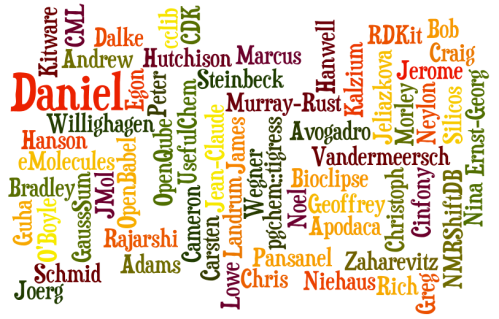 Kitware
CML
Dalke
cclib
CDK
Andrew
Hutchison
Marcus
Hanwell
RDKit
Bob
Craig
Kalzium
Jeliazkova
Jerome
Daniel
Egon
Peter
Steinbeck
Murray-Rust
Morley
Neylon
Silicos
Nina
Ernst-Georg
Willighagen
OpenQube
UsefulChem
Jean-Claude
James
Avogadro
Hanson
eMolecules
OpenBabel
Vandermeersch
Bradley
JMol
Cameron
Landrum
Wegner
pgchem::tigress
Bioclipse
Noel
Geoffrey
Christoph
Cinfony
NMRShiftDB
Guha
O'Boyle
GaussSum
Rajarshi
Carsten
Apodaca
Adams
Lowe
Pansanel
Zaharevitz
Schmid
Chris
Niehaus
Rich
Greg
Joerg